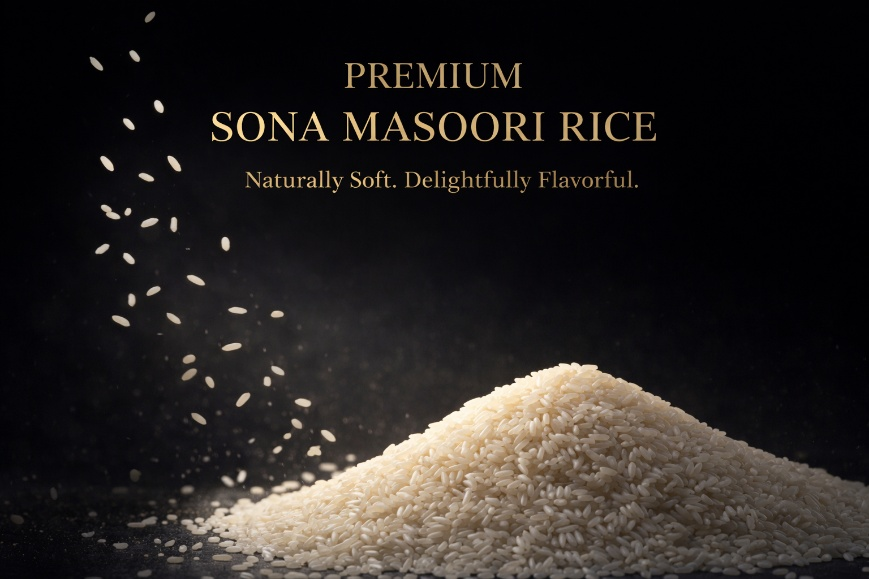 PREMIUM
SONA MASOORI RICE
Naturally Soft. Delightfully Flavorful.